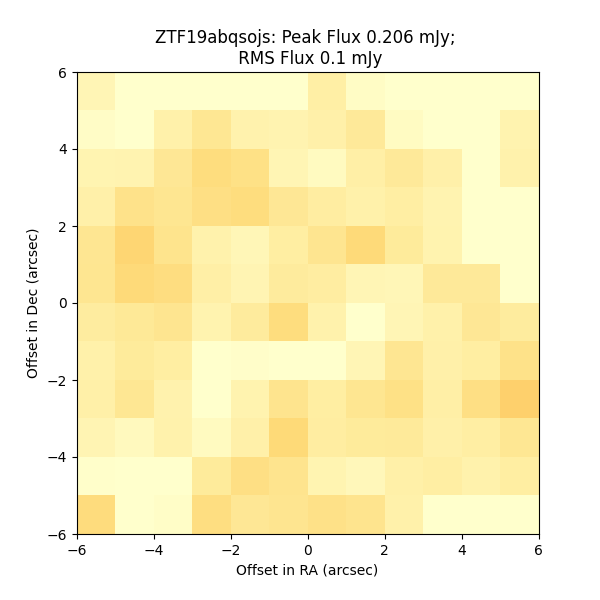 ZTF19abqsojs: Peak Flux 0.206 mJy;
RMS Flux 0.1 mJy
6
4
2
0
−2
−4
−6
Offset in Dec (arcsec)
−6 −4 −2 0 2 4 6
Offset in RA (arcsec)